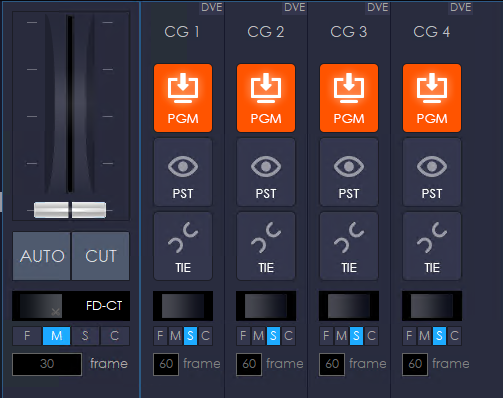 DVE DVE DVE DVE
CG 1 CG 2 CG 3 CG 4
PGM PGM PGM PGM
PST PST PST PST
AUTO CUT TIE TIE TIE TIE
FD-CT
F M S C F M S C F M S C F M S C F M S C
30 frame 60 frame 60 frame 60 frame 60 frame